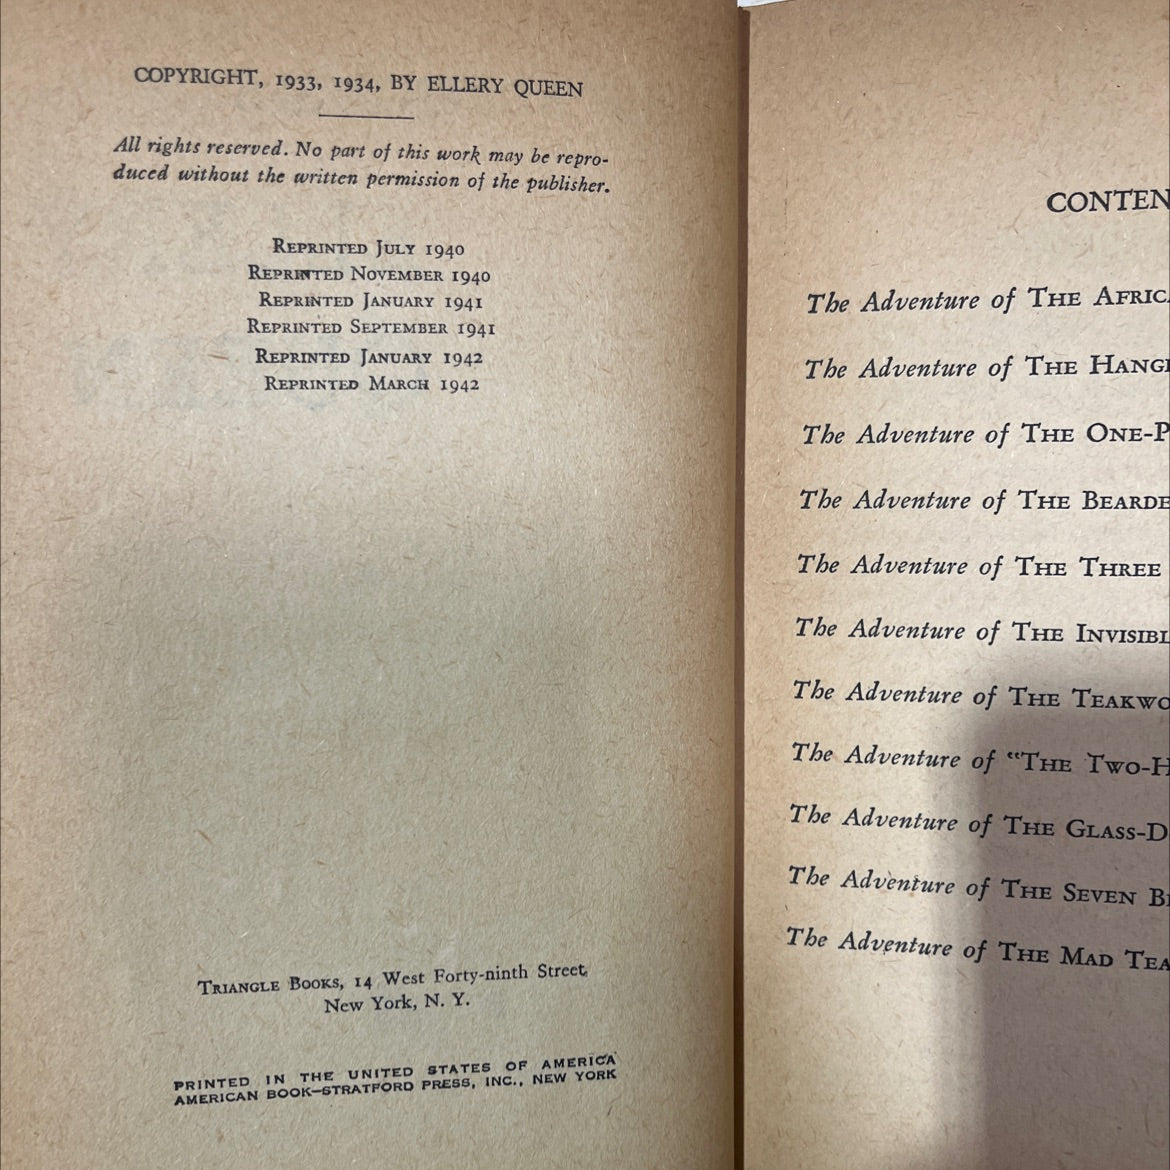 COPYRIGHT, 1933, 1934, BY ELLERY QUEEN
All rights reserved. No part of this work may be repro-
duced without the written permission of the publisher.
REPRINTED JULY 1940
REPRINTED NOVEMBER 1940
REPRINTED JANUARY 1941
REPRINTED SEPTEMBER 1941
REPRINTED JANUARY 1942
REPRINTED MARCH 1942
TRIANGLE BOOKS, 14 West Forty-ninth Street,
New York, N. Y.
PRINTED IN THE UNITED STATES OF AMERICA
AMERICAN BOOK—STRATFORD PRESS, INC., NEW YORK
CONTEN
The Adventure of THE AFRICA
The Adventure of THE HANGI
The Adventure of THE ONE-P
The Adventure of THE BEARDE
The Adventure of THE THREE
The Adventure of THE INVISIBL
The Adventure of THE TEAKWO
The Adventure of "THE TWO-H
The Adventure of THE GLASS-D
The Adventure of THE SEVEN BL
The Adventure of THE MAD TEA